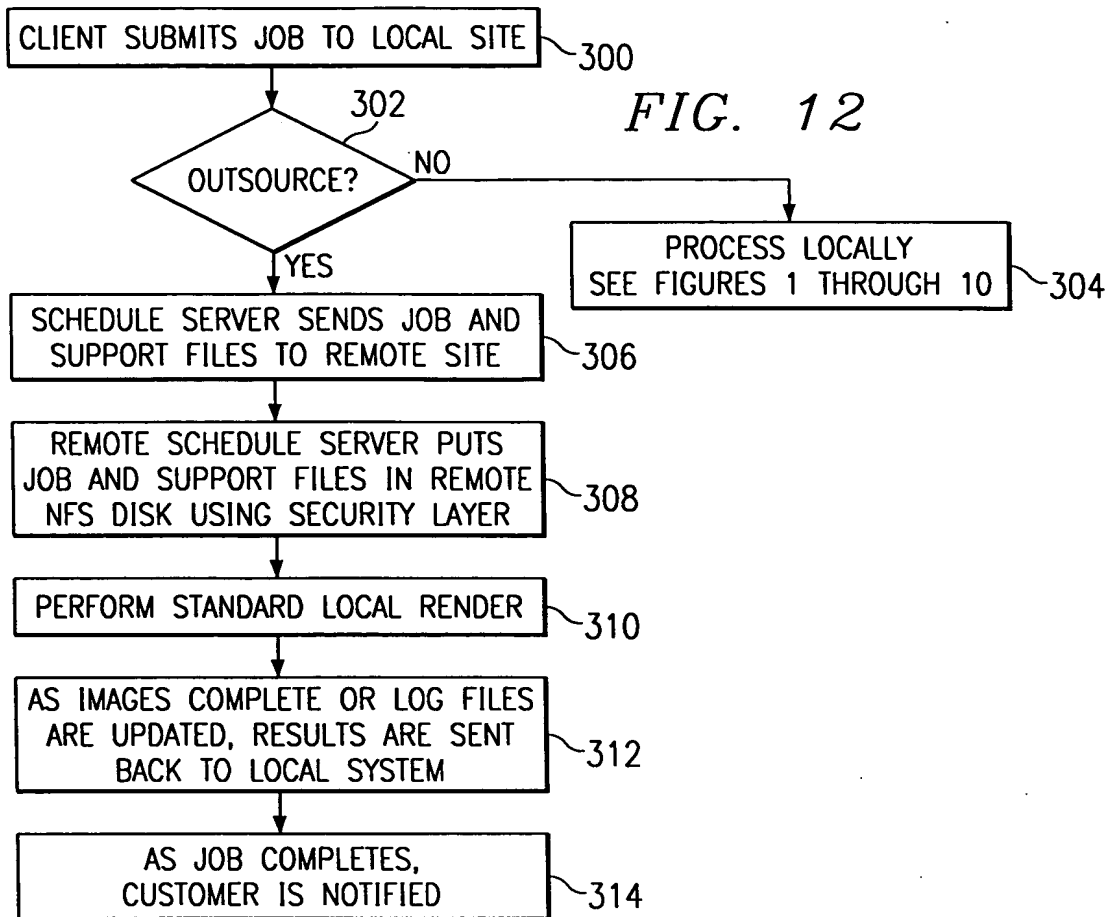 CLIENT SUBMITS JOB TO LOCAL SITE
300
FIG. 12
302
OUTSOURCE?
NO
YES
PROCESS LOCALLY
SEE FIGURES 1 THROUGH 10
304
SCHEDULE SERVER SENDS JOB AND
SUPPORT FILES TO REMOTE SITE
306
REMOTE SCHEDULE SERVER PUTS
JOB AND SUPPORT FILES IN REMOTE
NFS DISK USING SECURITY LAYER
308
PERFORM STANDARD LOCAL RENDER
310
AS IMAGES COMPLETE OR LOG FILES
ARE UPDATED, RESULTS ARE SENT
BACK TO LOCAL SYSTEM
312
AS JOB COMPLETES,
CUSTOMER IS NOTIFIED
314